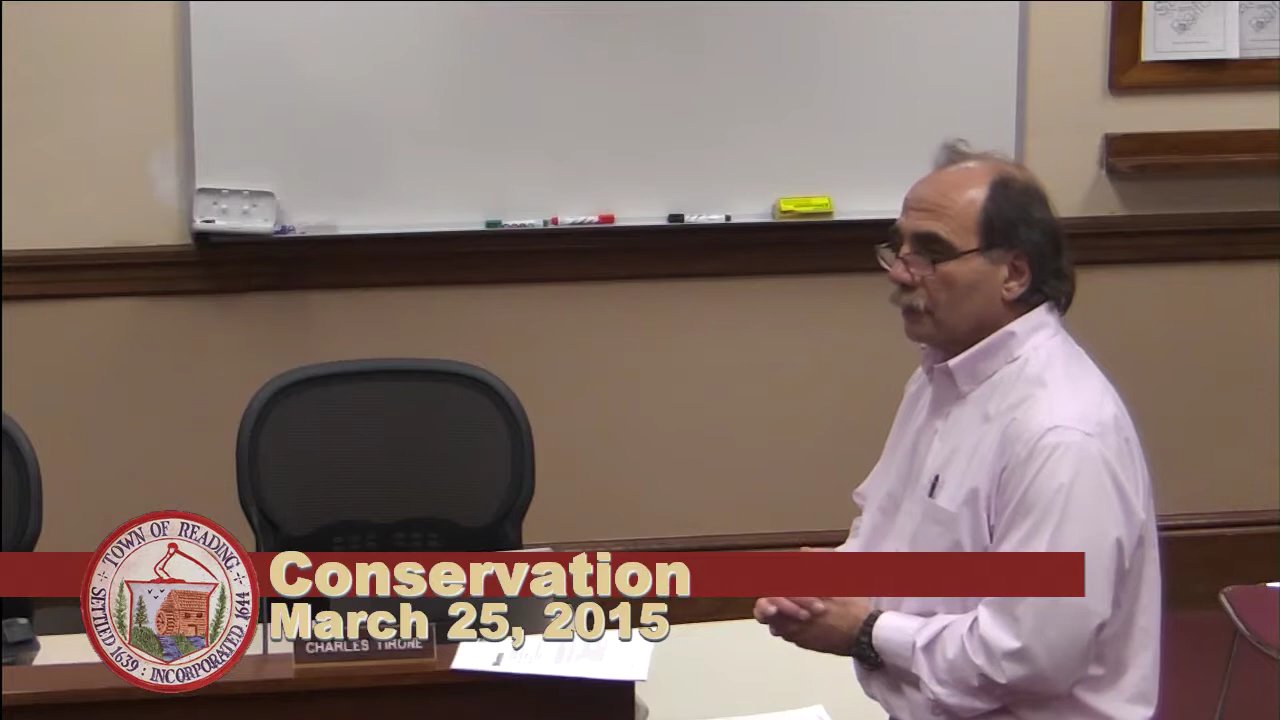 Conservation
March 25, 2015
CHARLES TIRONE
TOWN OF READING
SETTLED 1639 : INCORPORATED 1644